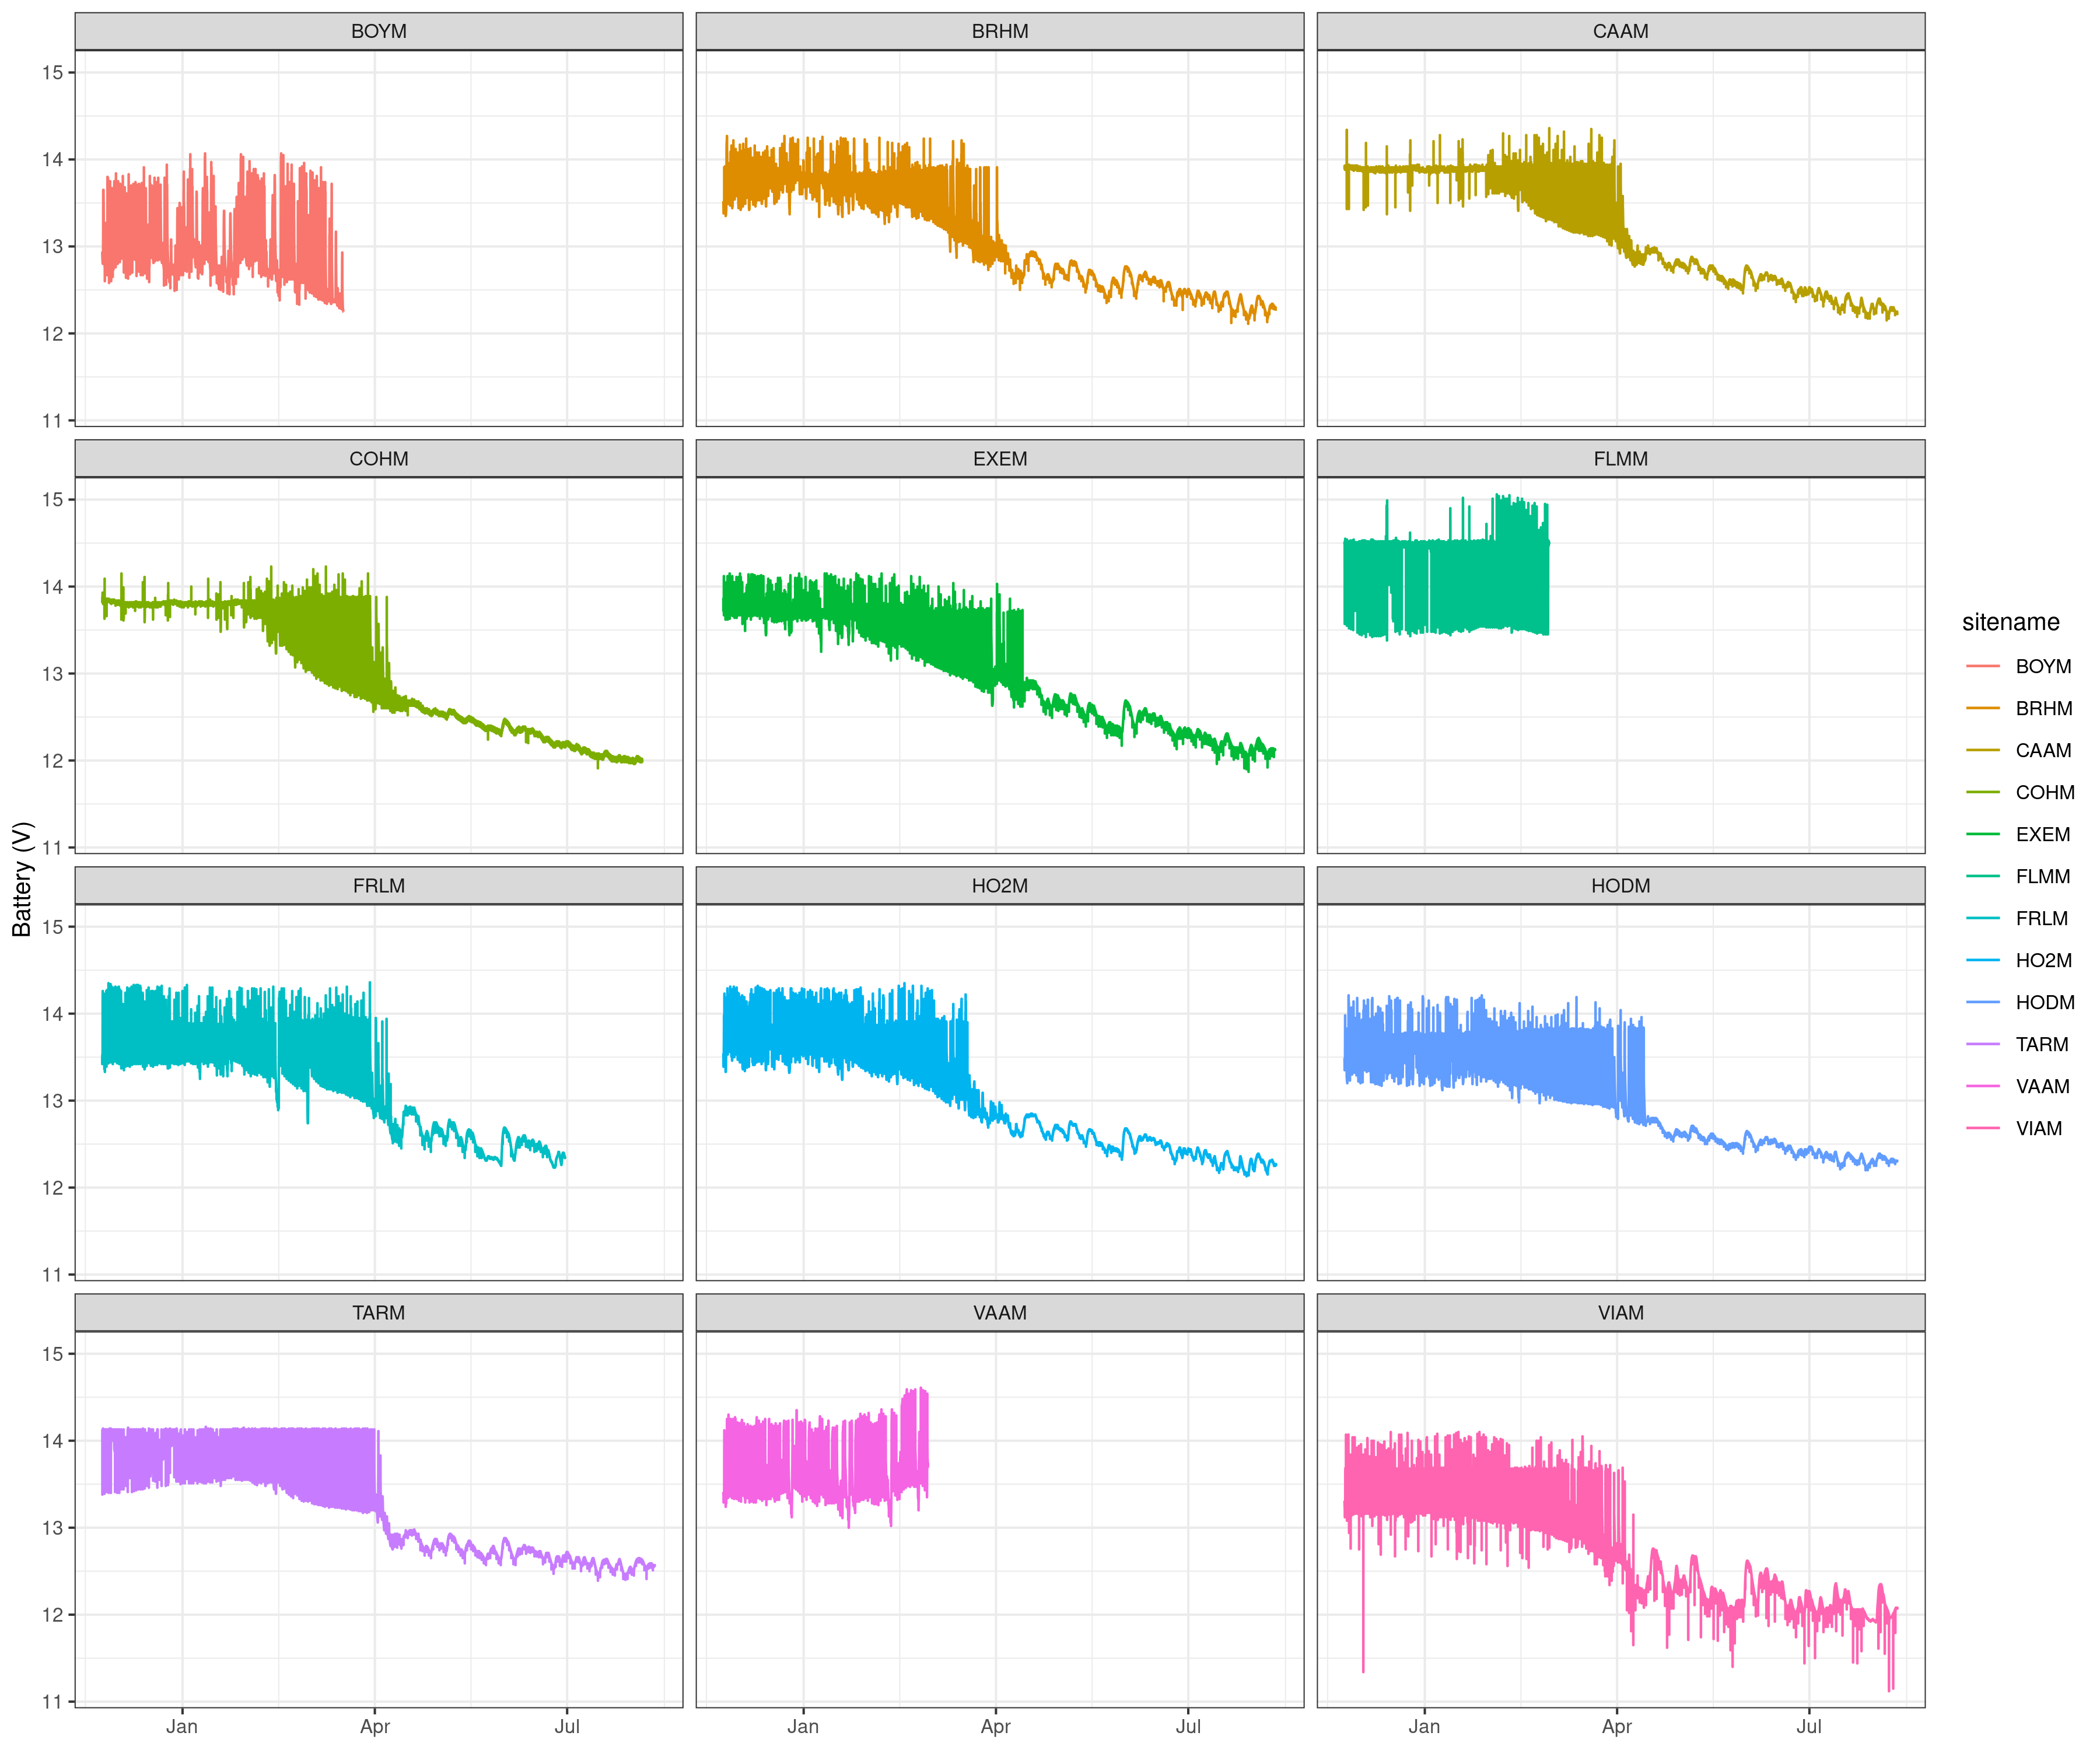 BOYM BRHM CAAM
15
14
13
12
11
COHM EXEM FLMM
15
14
13
12
11
FRLM HO2M HODM
15
14
13
12
11
TARM VAAM VIAM
15
14
13
12
11
Jan Apr Jul Jan Apr Jul Jan Apr Jul
Battery (V)
sitename
BOYM
BRHM
CAAM
COHM
EXEM
FLMM
FRLM
HO2M
HODM
TARM
VAAM
VIAM